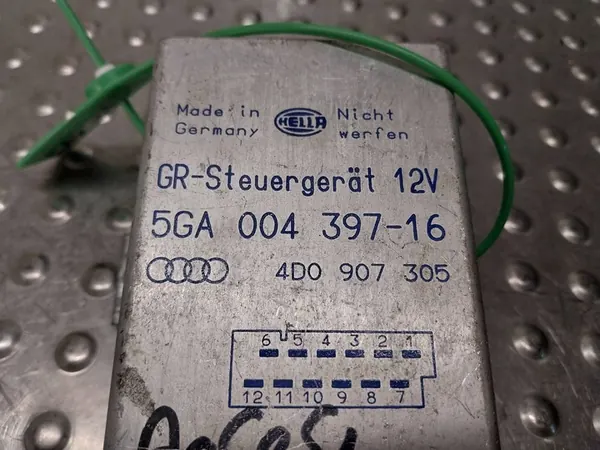 Made in Germany
HELLA
Nicht werfen
GR-Steuergerät 12V
5GA 004 397-16
4D0 907 305
6 5 4 3 2 1
12 11 10 9 8 7